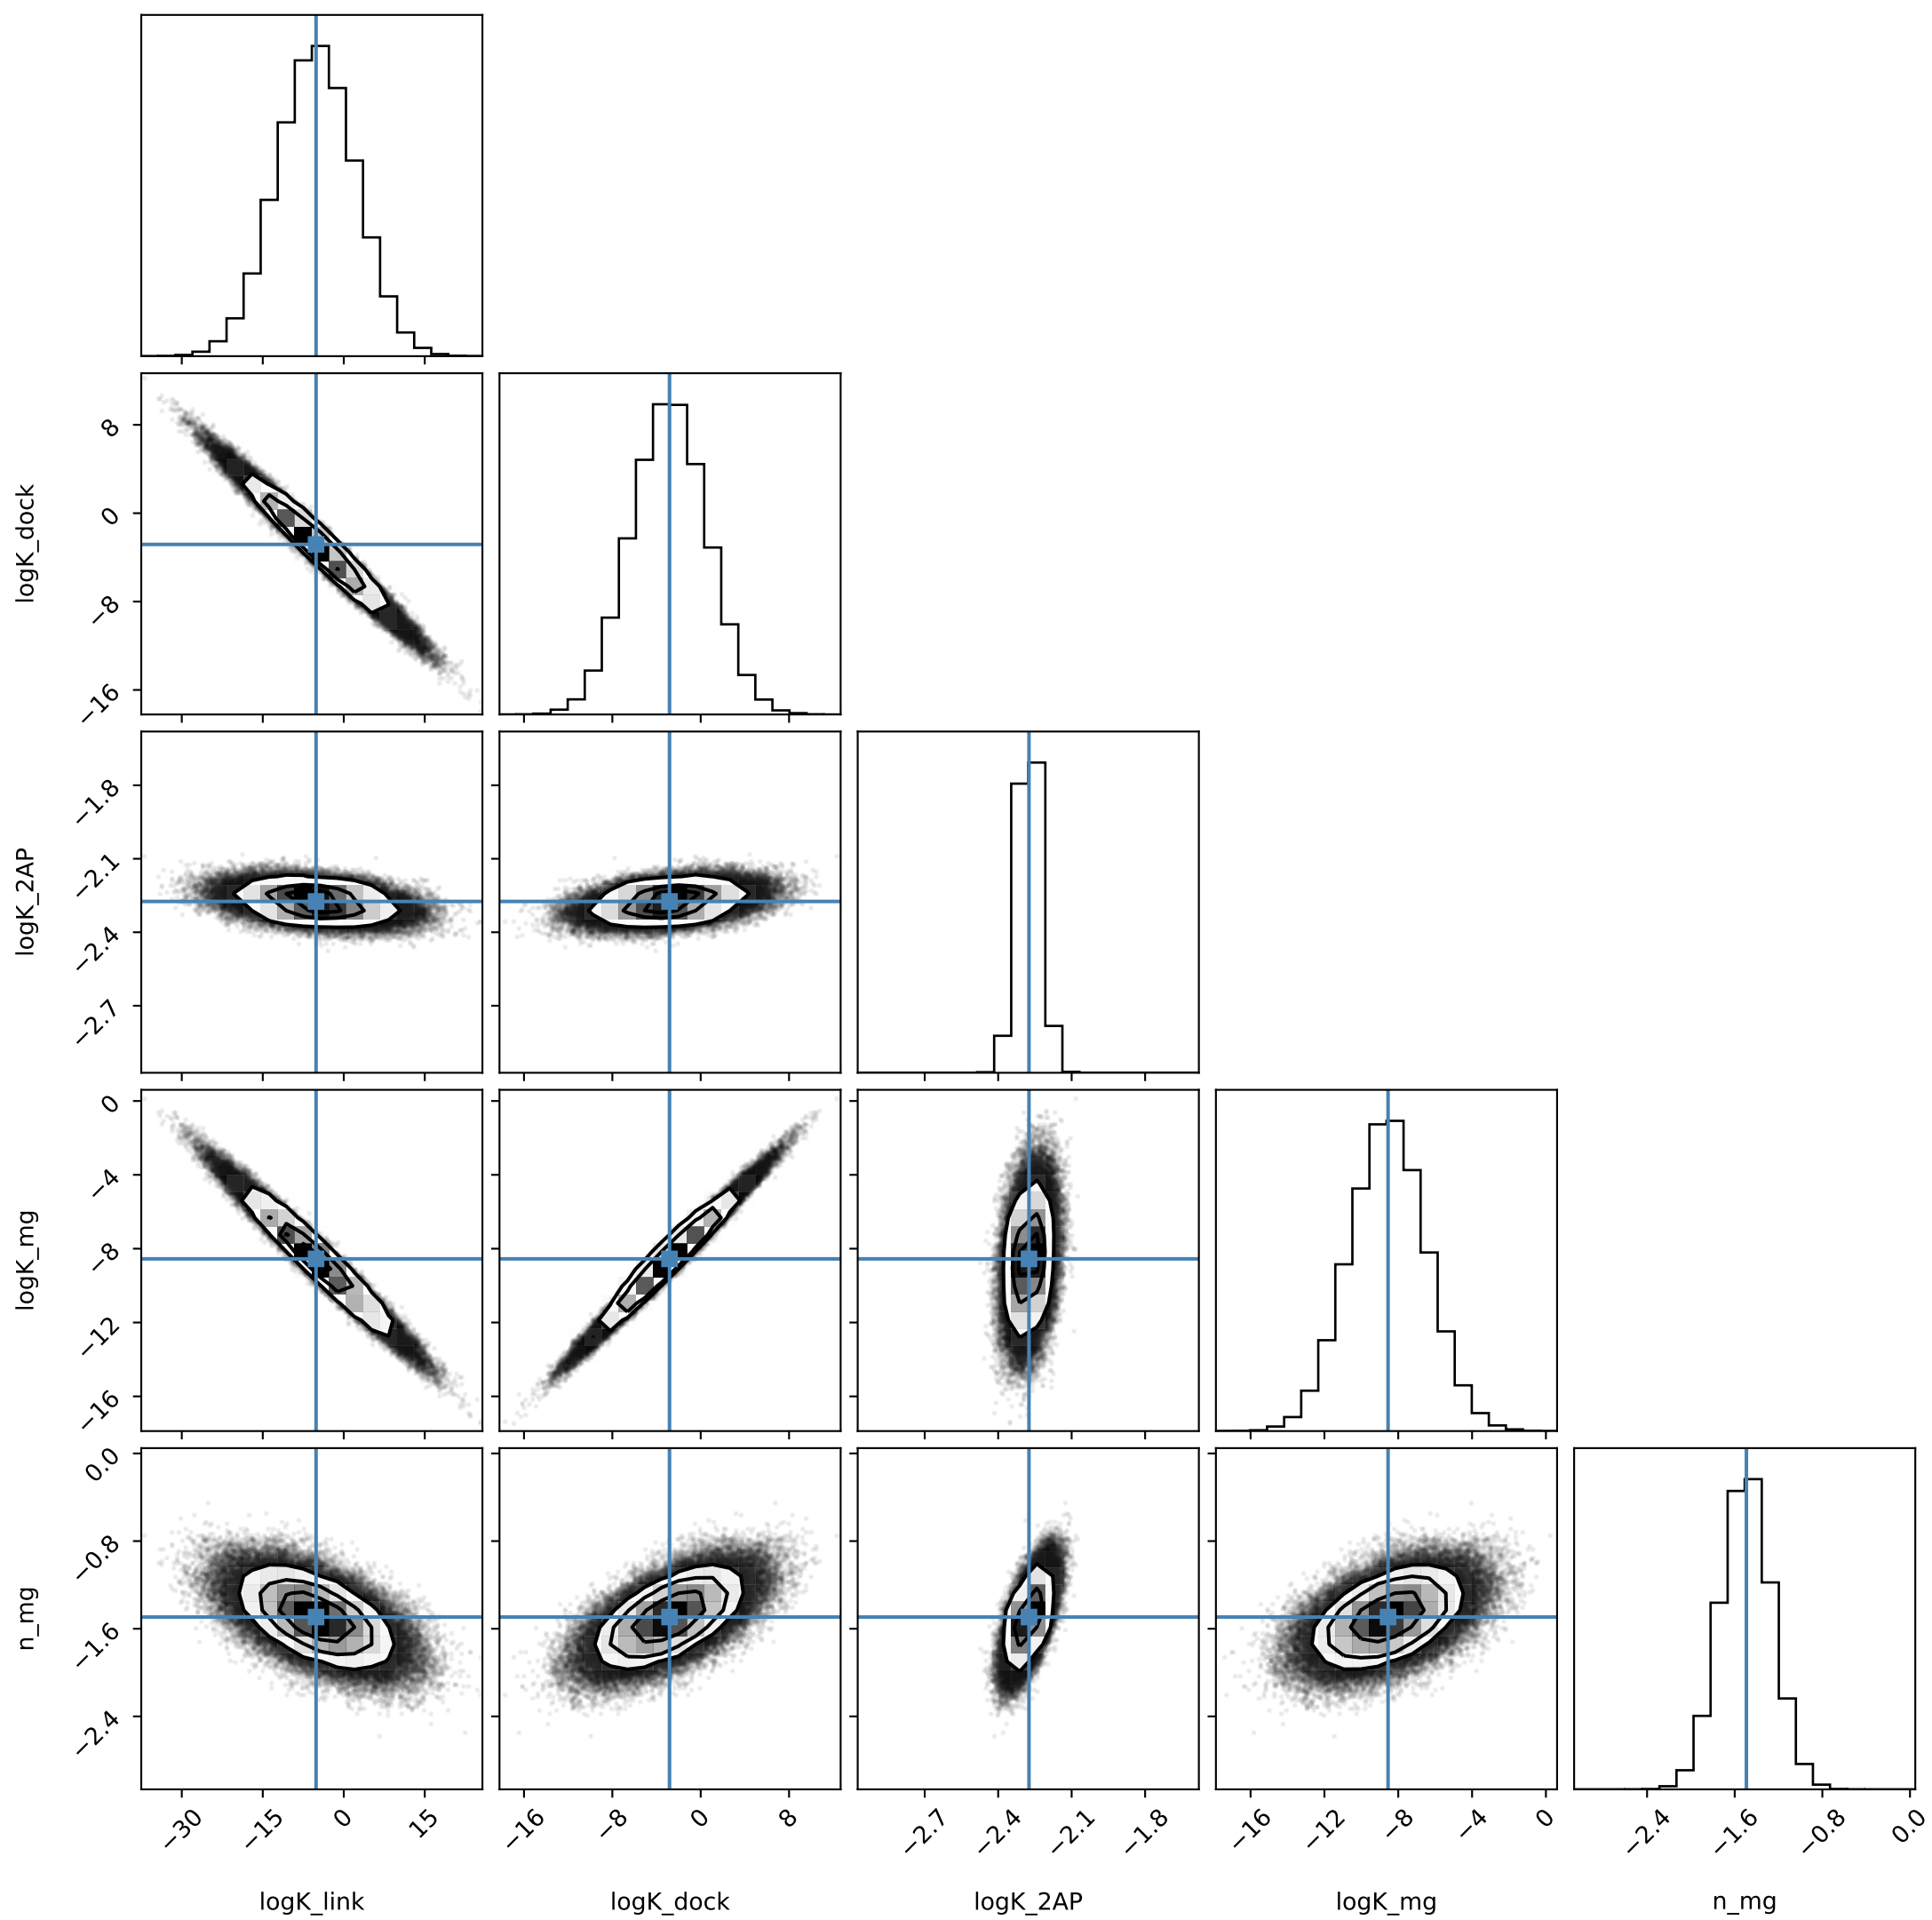 logK_dock
8
0
−8
−16
logK_2AP
−1.8
−2.1
−2.4
−2.7
logK_mg
0
−4
−8
−12
−16
n_mg
0.0
−0.8
−1.6
−2.4
−30 −15 0 15
−16 −8 0 8
−2.7 −2.4 −2.1 −1.8
−16 −12 −8 −4 0
−2.4 −1.6 −0.8 0.0
logK_link
logK_dock
logK_2AP
logK_mg
n_mg